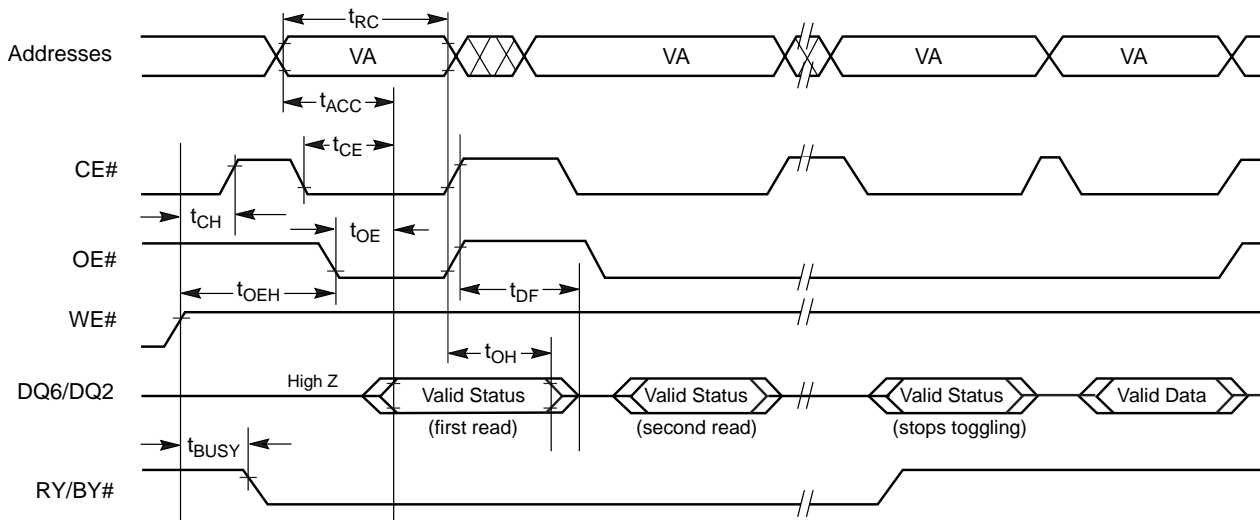 tRC
Addresses VA VA VA VA
tACC
tCE
CE#
tCH tOE
OE#
tOEH tDF
WE#
tOH
DQ6/DQ2 High Z Valid Status Valid Status Valid Status Valid Data
(first read) (second read) (stops toggling)
tBUSY
RY/BY#